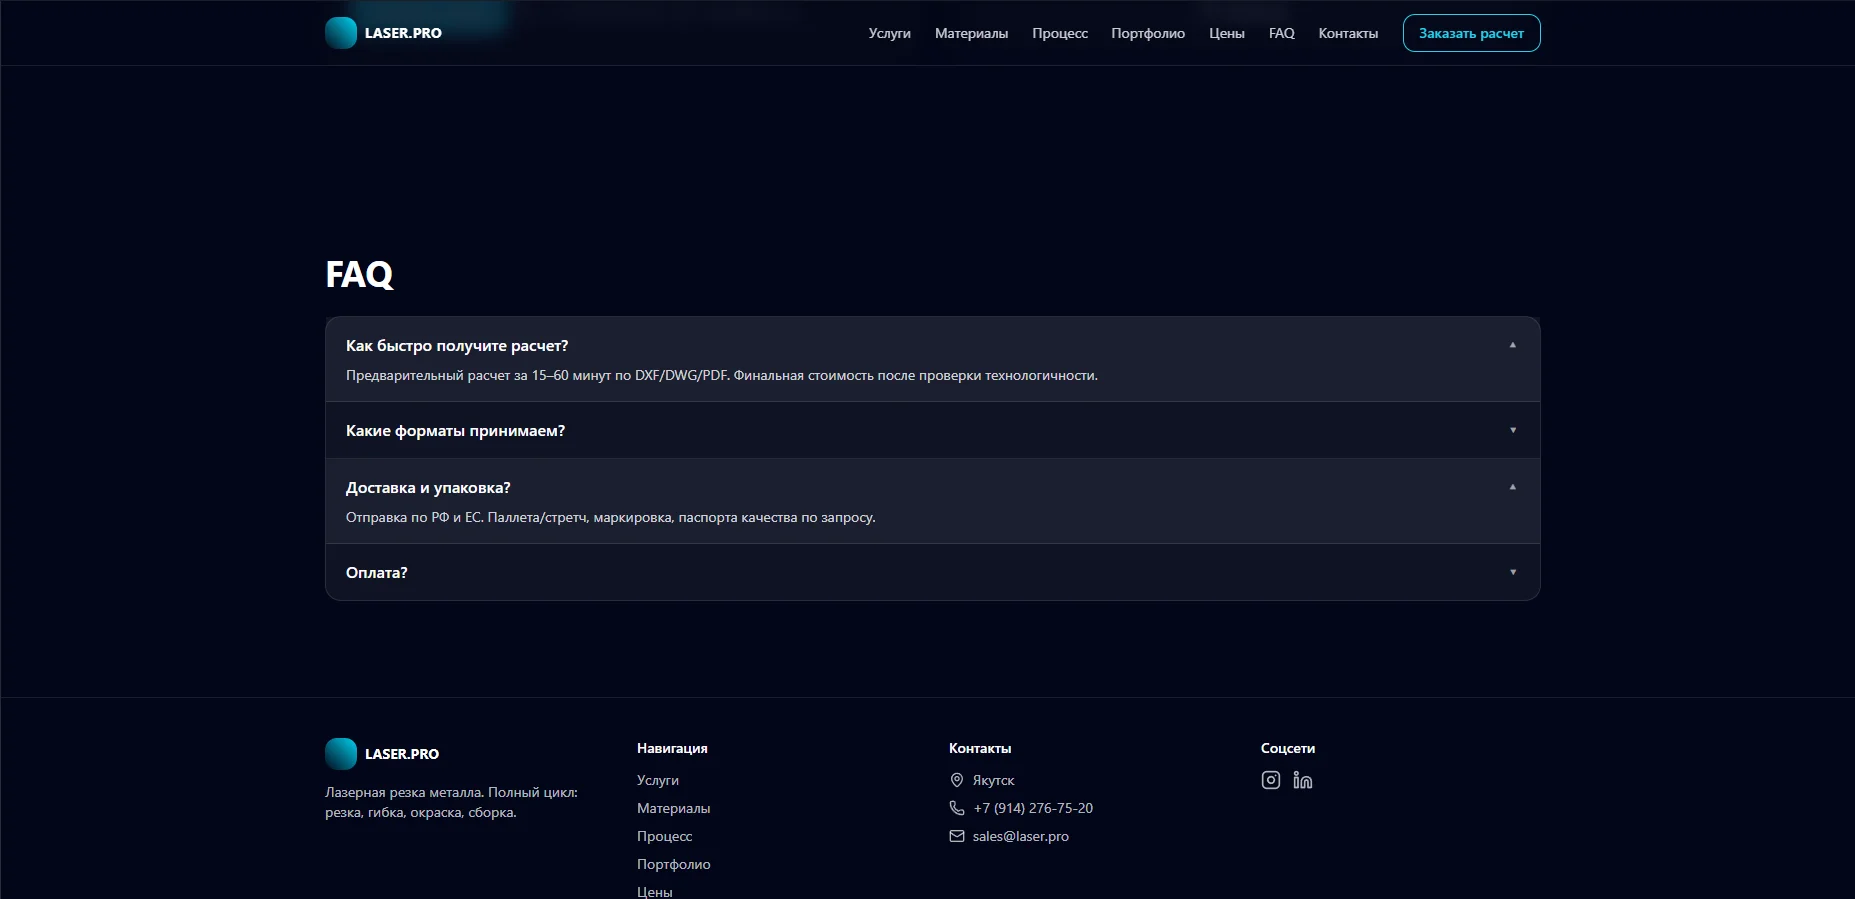 LASER.PRO
Услуги Материалы Процесс Портфолио Цены FAQ Контакты Заказать расчет
FAQ
Как быстро получите расчет?
Предварительный расчет за 15–60 минут по DXF/DWG/PDF. Финальная стоимость после проверки технологичности.
Какие форматы принимаем?
Доставка и упаковка?
Отправка по РФ и ЕС. Паллета/стретч, маркировка, паспорта качества по запросу.
Оплата?
LASER.PRO
Лазерная резка металла. Полный цикл:
резка, гибка, окраска, сборка.
Навигация
Услуги
Материалы
Процесс
Портфолио
Цены
Контакты
Якутск
+7 (914) 276-75-20
sales@laser.pro
Соцсети